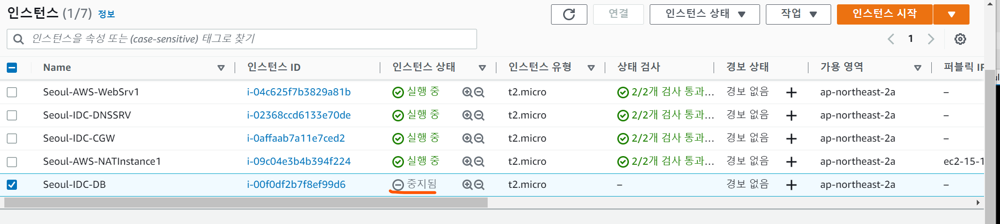 인스턴스 (1/7) 정보
연결 인스턴스 상태 작업 인스턴스 시작
인스턴스을 속성 또는 (case-sensitive) 태그로 찾기
1
Name 인스턴스 ID 인스턴스 상태 인스턴스 유형 상태 검사 경보 상태 가용 영역 퍼블릭 IP
Seoul-AWS-WebSrv1 i-04c625f7b3829a81b 실행 중 t2.micro 2/2개 검사 통과... 경보 없음 + ap-northeast-2a –
Seoul-IDC-DNSSRV i-02368ccd6133e70de 실행 중 t2.micro 2/2개 검사 통과... 경보 없음 + ap-northeast-2a –
Seoul-IDC-CGW i-0affaab7a11e7ced2 실행 중 t2.micro 2/2개 검사 통과... 경보 없음 + ap-northeast-2a –
Seoul-AWS-NATInstance1 i-09c04e3b4b394f224 실행 중 t2.micro 2/2개 검사 통과... 경보 없음 + ap-northeast-2a ec2-15-1
Seoul-IDC-DB i-00f0df2b7f8ef99d6 중지됨 t2.micro – 경보 없음 + ap-northeast-2a –